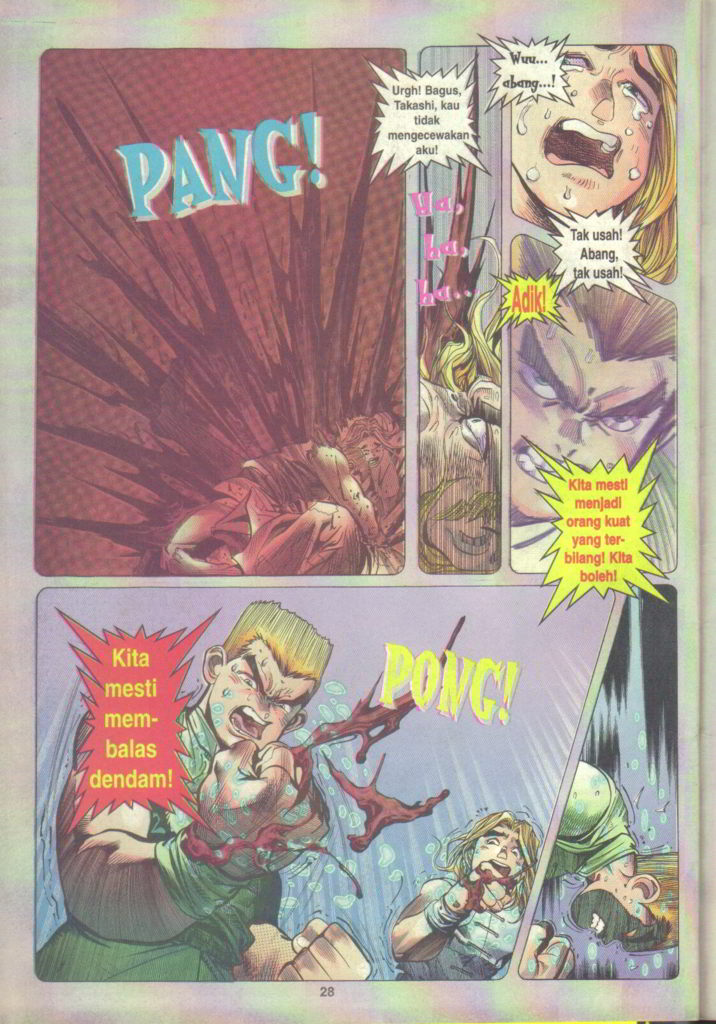 PANG!
Urgh! Bagus,
Takashi, kau
tidak
mengecewakan
aku!
Ha,
ha,
ha..
Wuu...
abang...!
Tak usah!
Abang,
tak usah!
Adik!
Kita mesti
menjadi
orang kuat
yang ter-
bilang! Kita
boleh!
Kita
mesti
mem-
balas
dendam!
PONG!
28